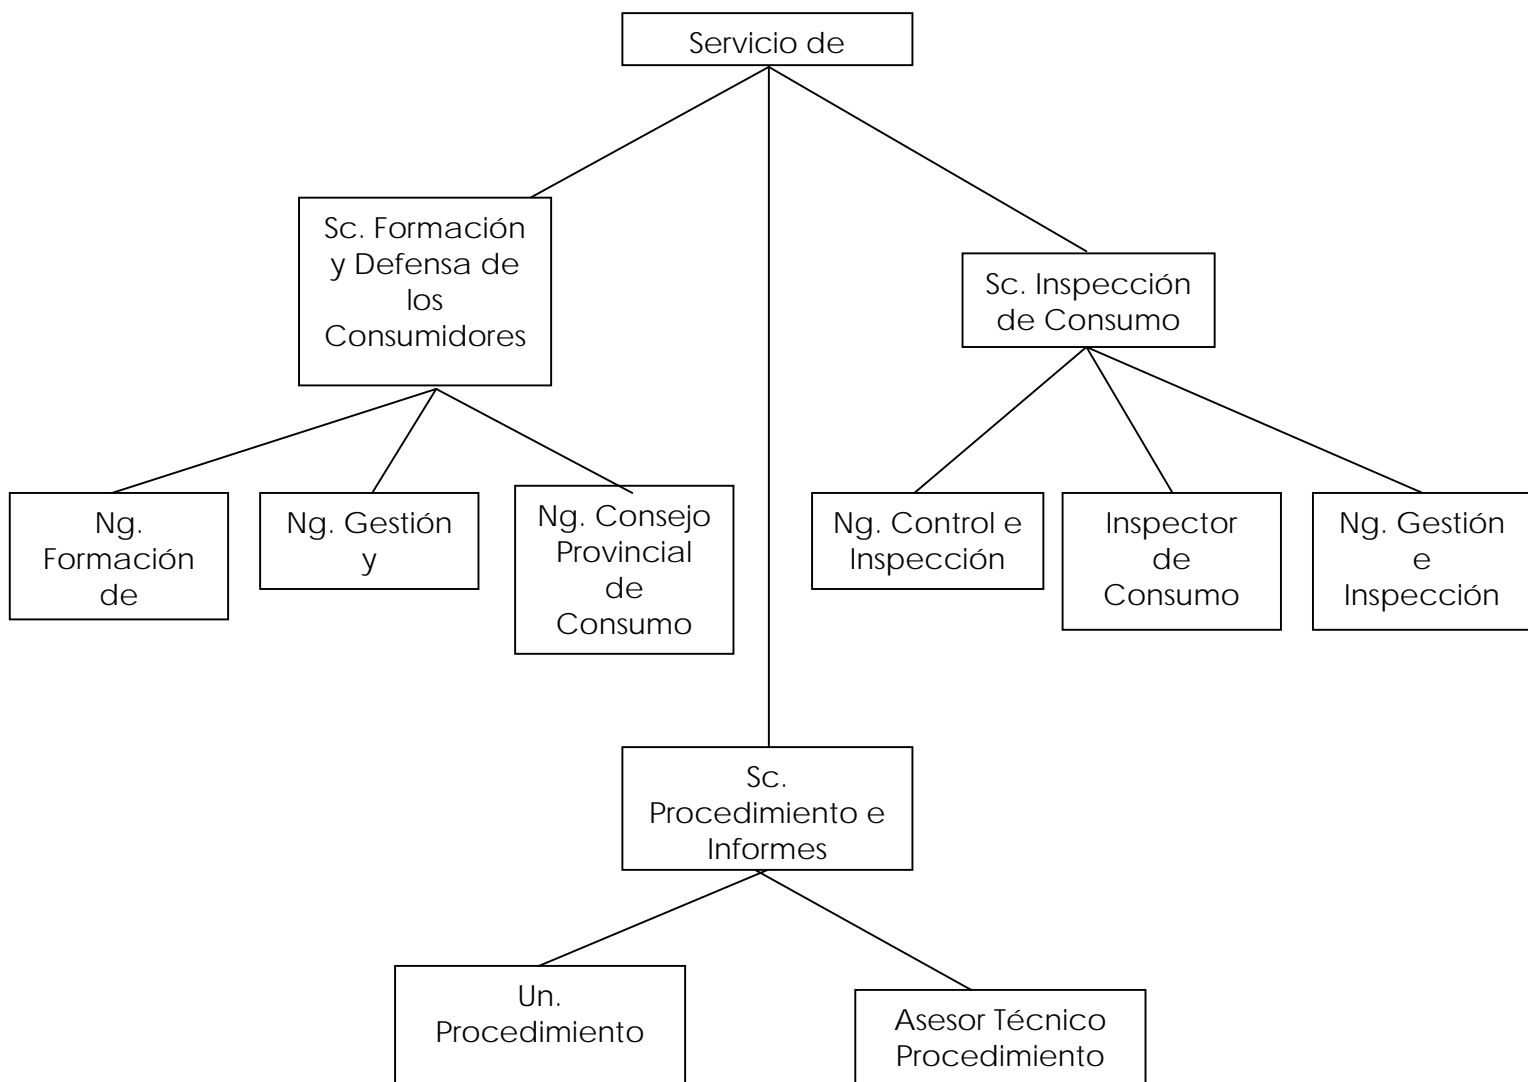 Servicio de
Sc. Formación
y Defensa de
los
Consumidores
Sc. Inspección
de Consumo
Ng.
Formación
de
Ng. Gestión
y
Ng. Consejo
Provincial
de
Consumo
Ng. Control e
Inspección
Inspector
de
Consumo
Ng. Gestión
e
Inspección
Sc.
Procedimiento e
Informes
Un.
Procedimiento
Asesor Técnico
Procedimiento